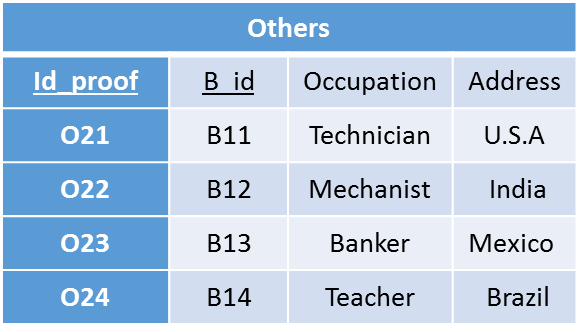 Others
Id_proof B_id Occupation Address
O21 B11 Technician U.S.A
O22 B12 Mechanist India
O23 B13 Banker Mexico
O24 B14 Teacher Brazil